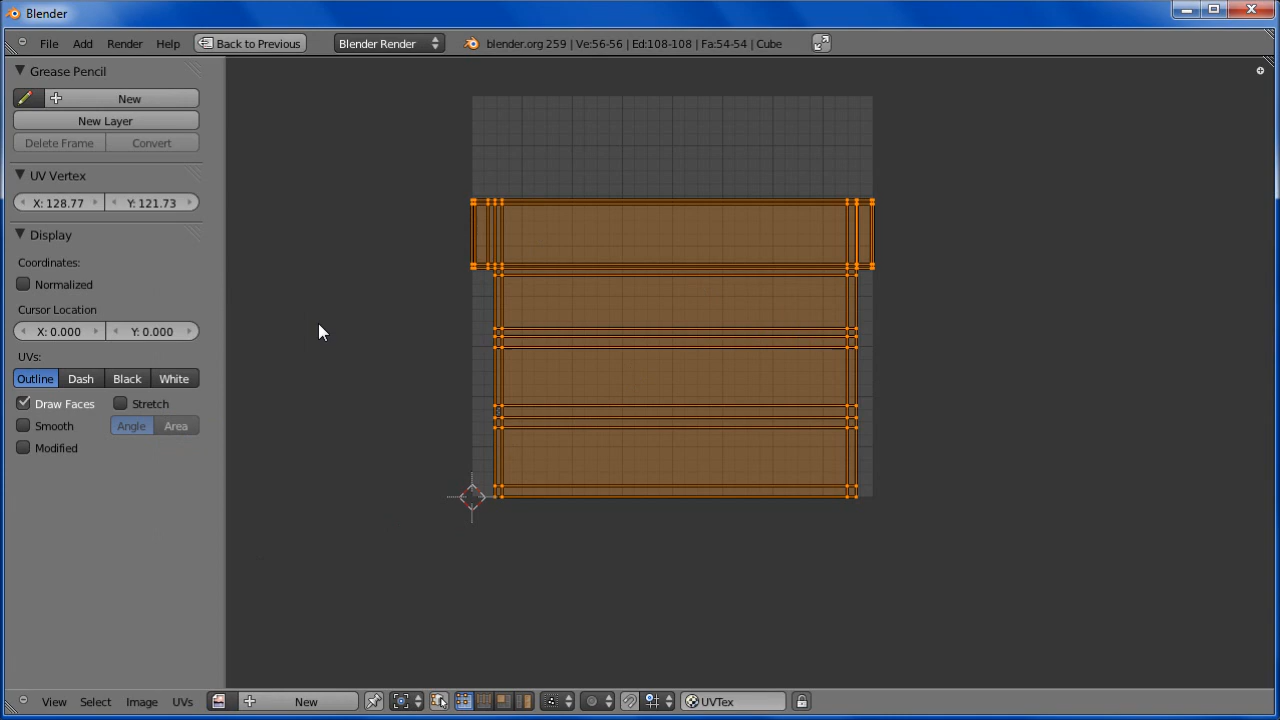 Blender
File Add Render Help Back to Previous Blender Render blender.org 259 | Ve:56-56 | Ed:108-108 | Fa:54-54 | Cube
Grease Pencil
New
New Layer
Delete Frame Convert
UV Vertex
X: 128.77 Y: 121.73
Display
Coordinates:
Normalized
Cursor Location
X: 0.000 Y: 0.000
UVs:
Outline Dash Black White
Draw Faces Stretch
Smooth Angle Area
Modified
View Select Image UVs New UVTex